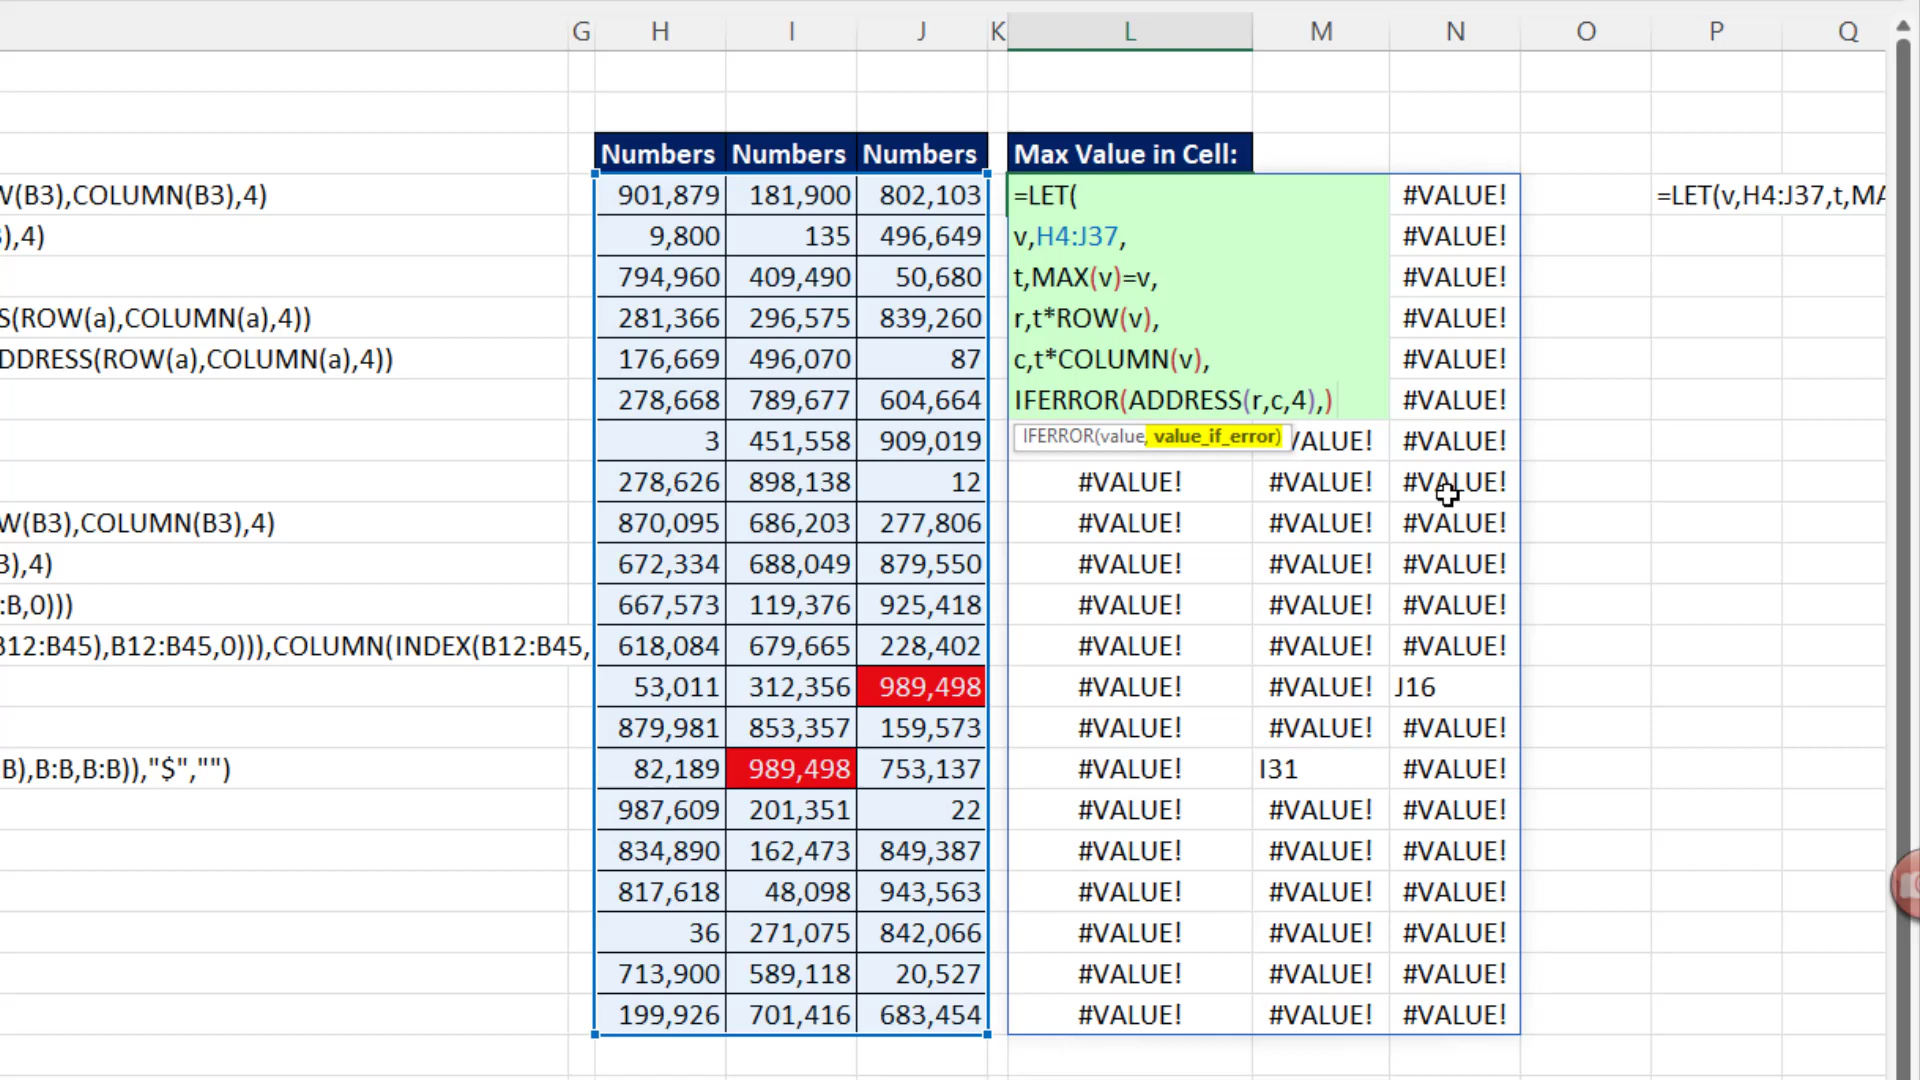 G H I J K L M N O P Q
Numbers Numbers Numbers Max Value in Cell:
W(B3),COLUMN(B3),4) 901,879 181,900 802,103 =LET( #VALUE! =LET(v,H4:J37,t,MA
),4) 9,800 135 496,649 v,H4:J37, #VALUE!
794,960 409,490 50,680 t,MAX(v)=v, #VALUE!
S(ROW(a),COLUMN(a),4)) 281,366 296,575 839,260 r,t*ROW(v), #VALUE!
DDRESS(ROW(a),COLUMN(a),4)) 176,669 496,070 87 c,t*COLUMN(v), #VALUE!
278,668 789,677 604,664 IFERROR(ADDRESS(r,c,4),) #VALUE!
3 451,558 909,019 IFERROR(value, value_if_error) VALUE! #VALUE!
278,626 898,138 12 #VALUE! #VALUE! #VALUE!
W(B3),COLUMN(B3),4) 870,095 686,203 277,806 #VALUE! #VALUE! #VALUE!
3),4) 672,334 688,049 879,550 #VALUE! #VALUE! #VALUE!
:B,0))) 667,573 119,376 925,418 #VALUE! #VALUE! #VALUE!
B12:B45),B12:B45,0))),COLUMN(INDEX(B12:B45, 618,084 679,665 228,402 #VALUE! #VALUE! #VALUE!
53,011 312,356 989,498 #VALUE! #VALUE! J16
879,981 853,357 159,573 #VALUE! #VALUE! #VALUE!
B),B:B,B:B)),"$","") 82,189 989,498 753,137 #VALUE! I31 #VALUE!
987,609 201,351 22 #VALUE! #VALUE! #VALUE!
834,890 162,473 849,387 #VALUE! #VALUE! #VALUE!
817,618 48,098 943,563 #VALUE! #VALUE! #VALUE!
36 271,075 842,066 #VALUE! #VALUE! #VALUE!
713,900 589,118 20,527 #VALUE! #VALUE! #VALUE!
199,926 701,416 683,454 #VALUE! #VALUE! #VALUE!